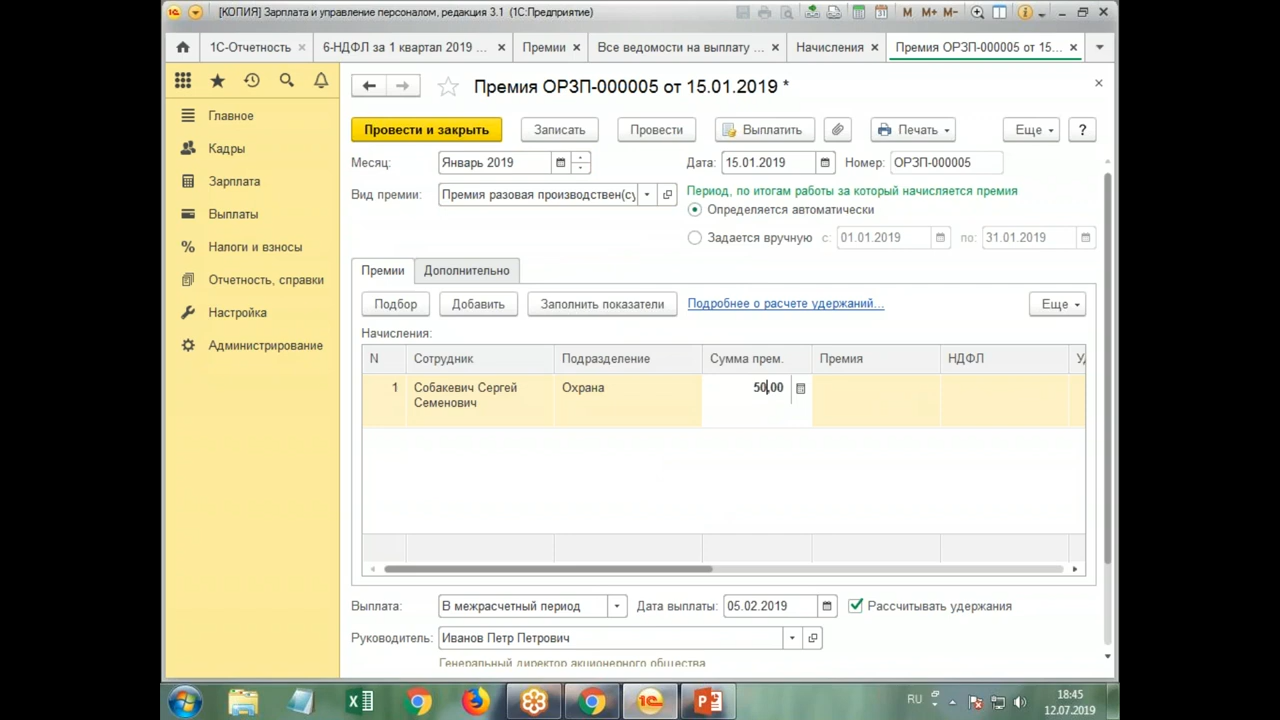 [КОПИЯ] Зарплата и управление персоналом, редакция 3.1 (1С:Предприятие)
M M+ M-
1С-Отчетность
6-НДФЛ за 1 квартал 2019 ...
Премии
Все ведомости на выплату ...
Начисления
Премия ОРЗП-000005 от 15...
Премия ОРЗП-000005 от 15.01.2019 *
Главное
Кадры
Зарплата
Выплаты
Налоги и взносы
Отчетность, справки
Настройка
Администрирование
Провести и закрыть
Записать
Провести
Выплатить
Печать
Еще
?
Месяц:
Январь 2019
Дата:
15.01.2019
Номер:
ОРЗП-000005
Вид премии:
Премия разовая производствен(су
Период, по итогам работы за который начисляется премия
Определяется автоматически
Задается вручную
с:
01.01.2019
по:
31.01.2019
Премии
Дополнительно
Подбор
Добавить
Заполнить показатели
Подробнее о расчете удержаний...
Еще
Начисления:
N
Сотрудник
Подразделение
Сумма прем.
Премия
НДФЛ
1
Собакевич Сергей
Семенович
Охрана
50,00
Выплата:
В межрасчетный период
Дата выплаты:
05.02.2019
Рассчитывать удержания
Руководитель:
Иванов Петр Петрович
Генеральный директор акционерного общества
RU
18:45
12.07.2019